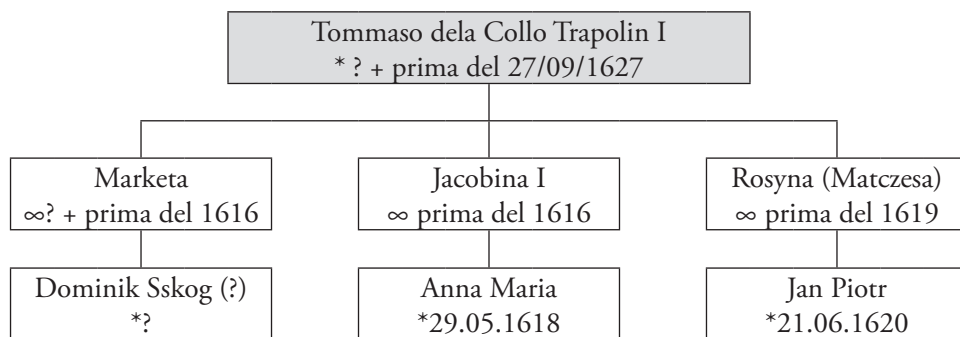 Tommaso dela Collo Trapolin I
* ? + prima del 27/09/1627
Marketa
∞? + prima del 1616
Jacobina I
∞ prima del 1616
Rosyna (Matczesa)
∞ prima del 1619
Dominik Sskog (?)
*?
Anna Maria
*29.05.1618
Jan Piotr
*21.06.1620